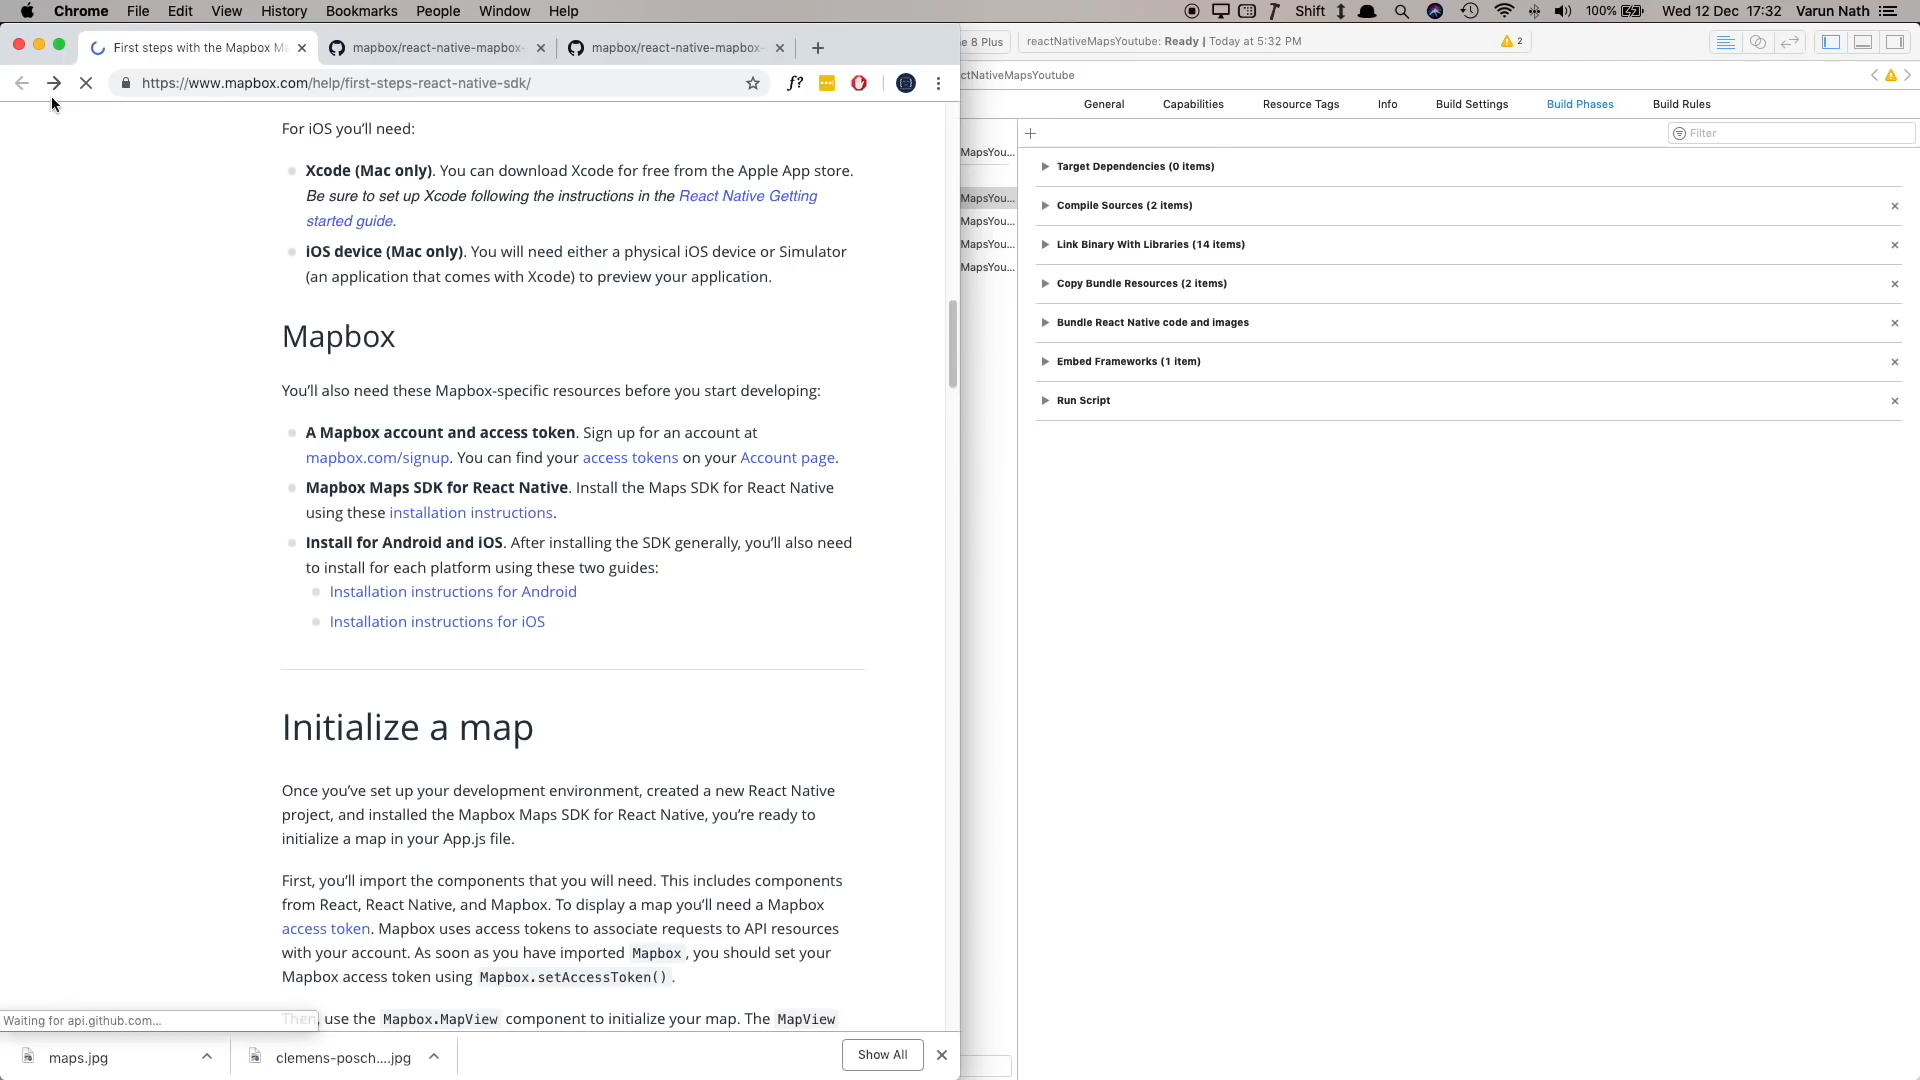 Chrome File Edit View History Bookmarks People Window Help Shift 100% Wed 12 Dec 17:32 Varun Nath
First steps with the Mapbox Ma
mapbox/react-native-mapbox-
mapbox/react-native-mapbox-
https://www.mapbox.com/help/first-steps-react-native-sdk/
f?
For iOS you'll need:
Xcode (Mac only). You can download Xcode for free from the Apple App store.
Be sure to set up Xcode following the instructions in the React Native Getting
started guide.
iOS device (Mac only). You will need either a physical iOS device or Simulator
(an application that comes with Xcode) to preview your application.
Mapbox
You'll also need these Mapbox-specific resources before you start developing:
A Mapbox account and access token. Sign up for an account at
mapbox.com/signup. You can find your access tokens on your Account page.
Mapbox Maps SDK for React Native. Install the Maps SDK for React Native
using these installation instructions.
Install for Android and iOS. After installing the SDK generally, you'll also need
to install for each platform using these two guides:
Installation instructions for Android
Installation instructions for iOS
Initialize a map
Once you've set up your development environment, created a new React Native
project, and installed the Mapbox Maps SDK for React Native, you're ready to
initialize a map in your App.js file.
First, you'll import the components that you will need. This includes components
from React, React Native, and Mapbox. To display a map you'll need a Mapbox
access token. Mapbox uses access tokens to associate requests to API resources
with your account. As soon as you have imported Mapbox, you should set your
Mapbox access token using Mapbox.setAccessToken().
Then, use the Mapbox.MapView component to initialize your map. The MapView
Waiting for api.github.com...
maps.jpg
clemens-posch....jpg
Show All
e 8 Plus
reactNativeMapsYoutube: Ready | Today at 5:32 PM
2
ctNativeMapsYoutube
General Capabilities Resource Tags Info Build Settings Build Phases Build Rules
Filter
MapsYou...
MapsYou...
MapsYou...
MapsYou...
MapsYou...
Target Dependencies (0 items)
Compile Sources (2 items)
Link Binary With Libraries (14 items)
Copy Bundle Resources (2 items)
Bundle React Native code and images
Embed Frameworks (1 item)
Run Script